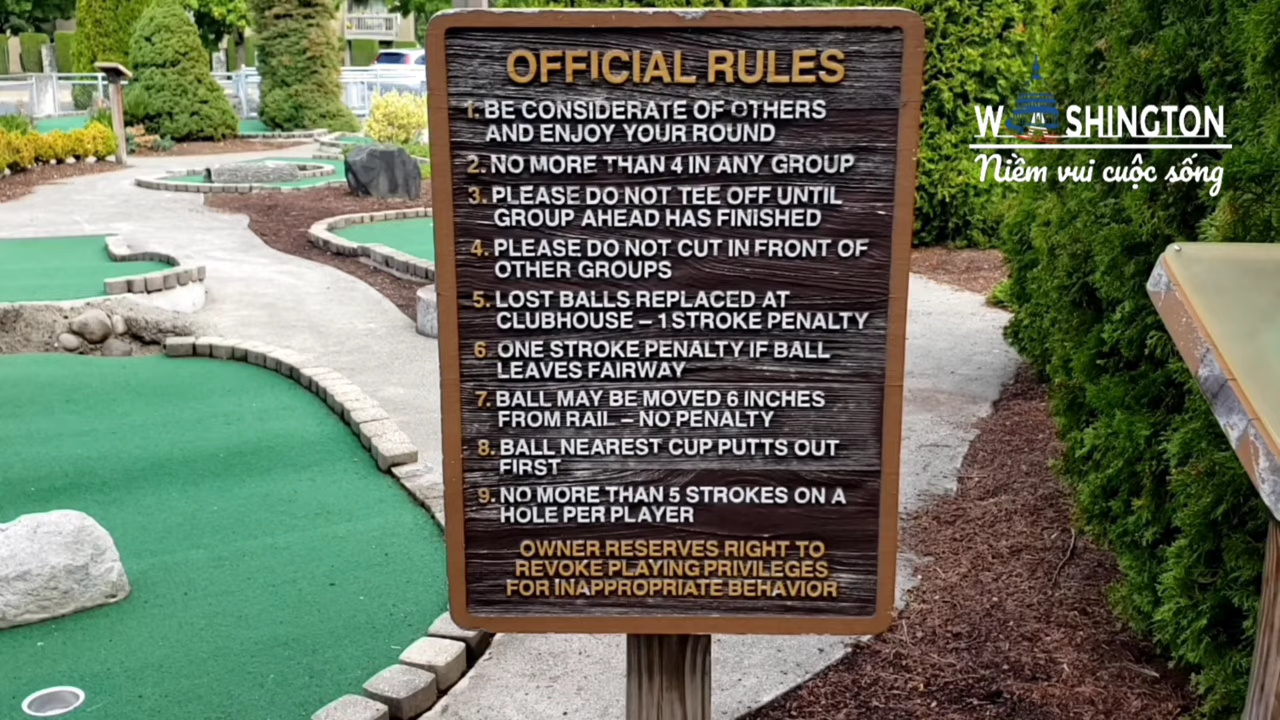 OFFICIAL RULES
1. BE CONSIDERATE OF OTHERS
AND ENJOY YOUR ROUND
2. NO MORE THAN 4 IN ANY GROUP
3. PLEASE DO NOT TEE OFF UNTIL
GROUP AHEAD HAS FINISHED
4. PLEASE DO NOT CUT IN FRONT OF
OTHER GROUPS
5. LOST BALLS REPLACED AT
CLUBHOUSE – 1 STROKE PENALTY
6. ONE STROKE PENALTY IF BALL
LEAVES FAIRWAY
7. BALL MAY BE MOVED 6 INCHES
FROM RAIL – NO PENALTY
8. BALL NEAREST CUP PUTTS OUT
FIRST
9. NO MORE THAN 5 STROKES ON A
HOLE PER PLAYER
OWNER RESERVES RIGHT TO
REVOKE PLAYING PRIVILEGES
FOR INAPPROPRIATE BEHAVIOR
WASHINGTON
Niềm vui cuộc sống